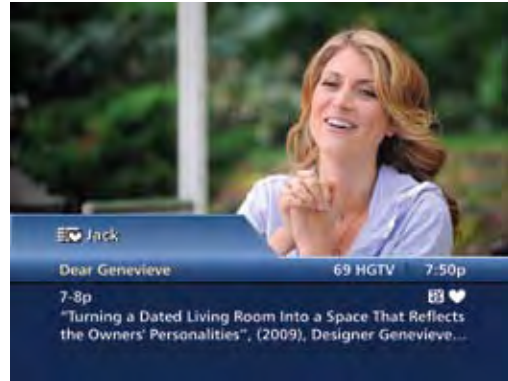 Jack
Dear Genevieve 69 HGTV 7:50p
7-8p
"Turning a Dated Living Room Into a Space That Reflects
the Owners' Personalities", (2009), Designer Genevieve...